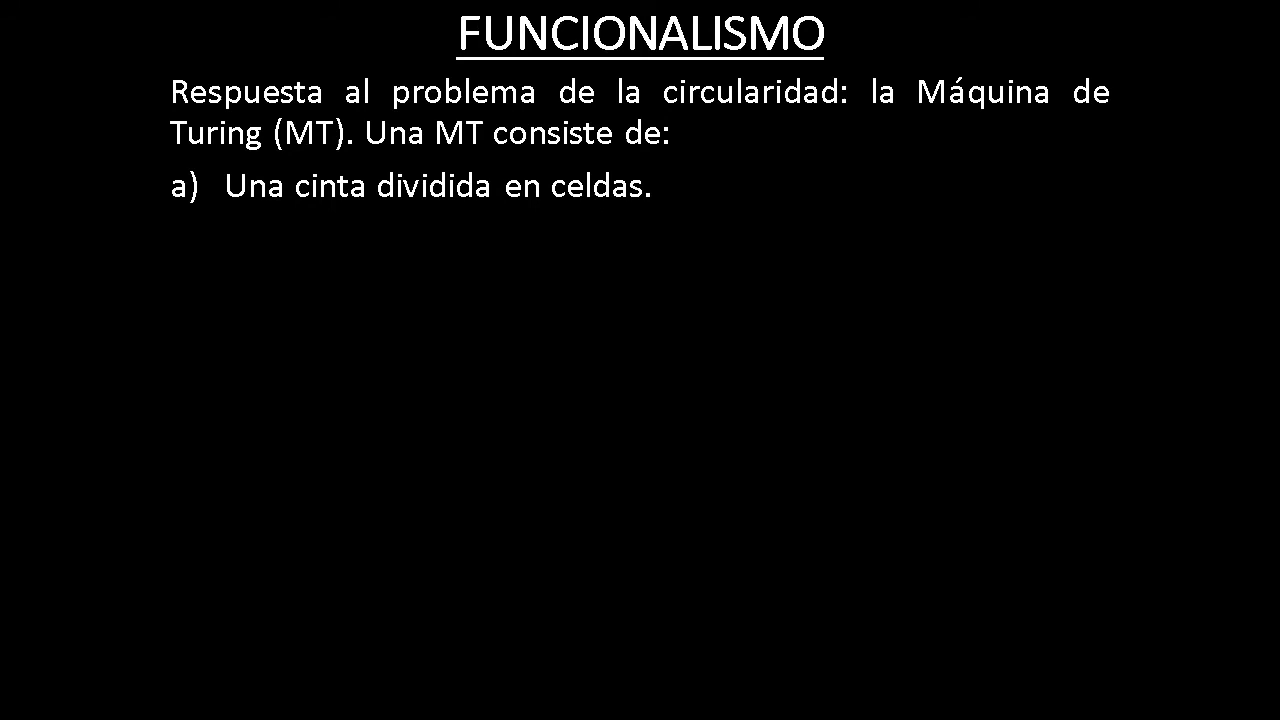 FUNCIONALISMO
Respuesta al problema de la circularidad: la Máquina de
Turing (MT). Una MT consiste de:
a) Una cinta dividida en celdas.